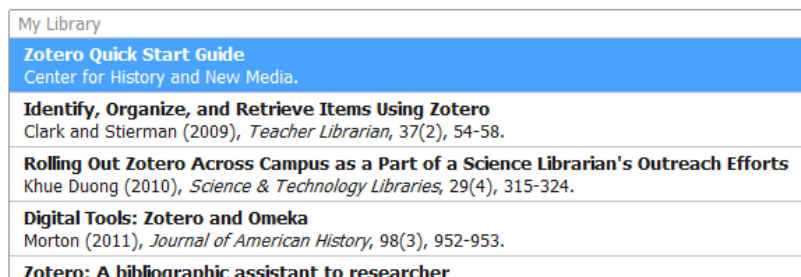 My Library
Zotero Quick Start Guide
Center for History and New Media.
Identify, Organize, and Retrieve Items Using Zotero
Clark and Stierman (2009), Teacher Librarian, 37(2), 54-58.
Rolling Out Zotero Across Campus as a Part of a Science Librarian's Outreach Efforts
Khue Duong (2010), Science & Technology Libraries, 29(4), 315-324.
Digital Tools: Zotero and Omeka
Morton (2011), Journal of American History, 98(3), 952-953.
Zotero: A bibliographic assistant to researcher